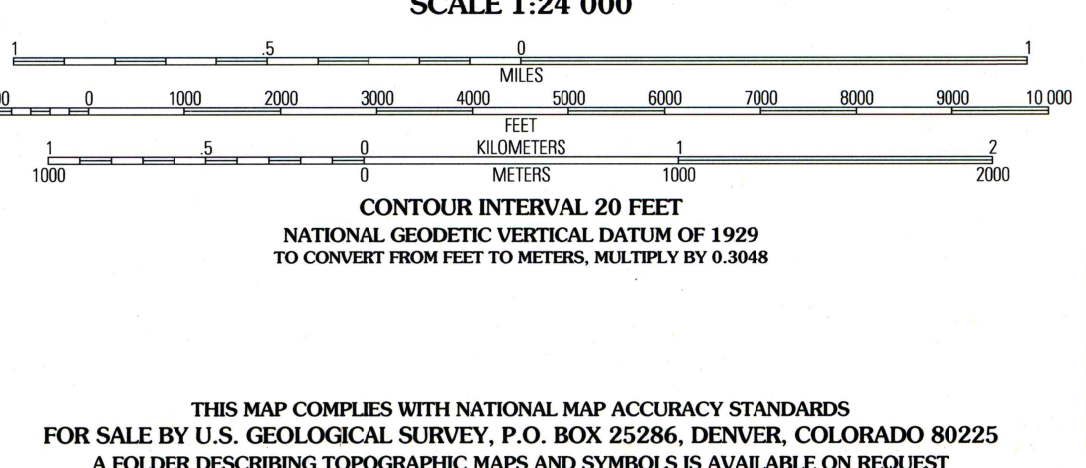 SCALE 1:24 000
1 .5 0 1
MILES
0 1000 2000 3000 4000 5000 6000 7000 8000 9000 10 000
FEET
1 .5 0 KILOMETERS 1 2
1000 0 METERS 1000 2000
CONTOUR INTERVAL 20 FEET
NATIONAL GEODETIC VERTICAL DATUM OF 1929
TO CONVERT FROM FEET TO METERS, MULTIPLY BY 0.3048
THIS MAP COMPLIES WITH NATIONAL MAP ACCURACY STANDARDS
FOR SALE BY U.S. GEOLOGICAL SURVEY, P.O. BOX 25286, DENVER, COLORADO 80225
A FOLDER DESCRIBING TOPOGRAPHIC MAPS AND SYMBOLS IS AVAILABLE ON REQUEST